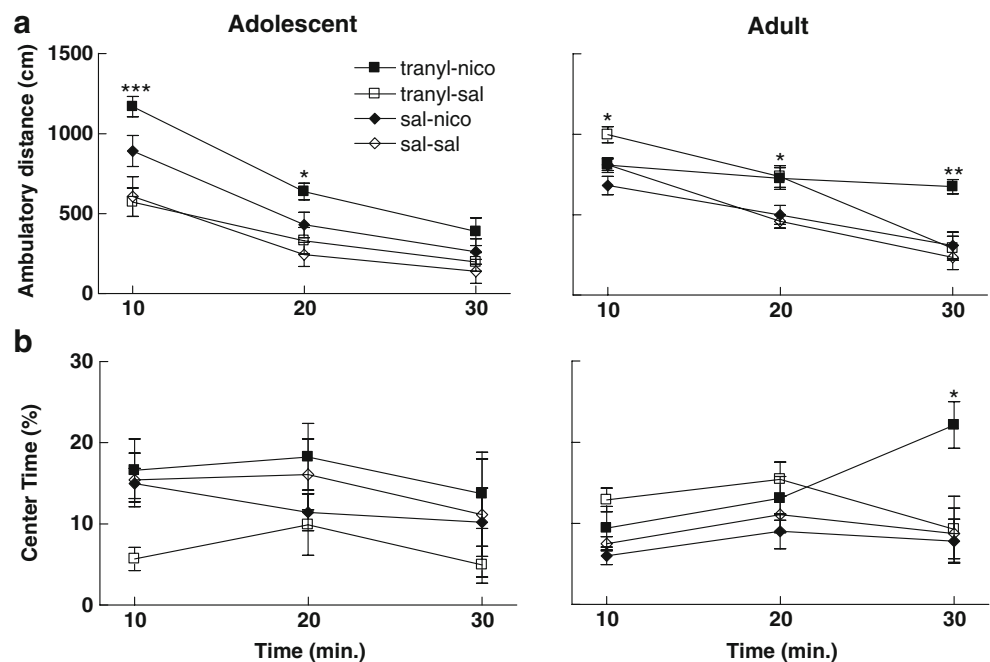 a
Adolescent
Adult
Ambulatory distance (cm)
1500
1000
500
0
***
*
tranyl-nico
tranyl-sal
sal-nico
sal-sal
10
20
30
*
*
**
10
20
30
b
Center Time (%)
30
20
10
0
10
20
30
Time (min.)
*
10
20
30
Time (min.)